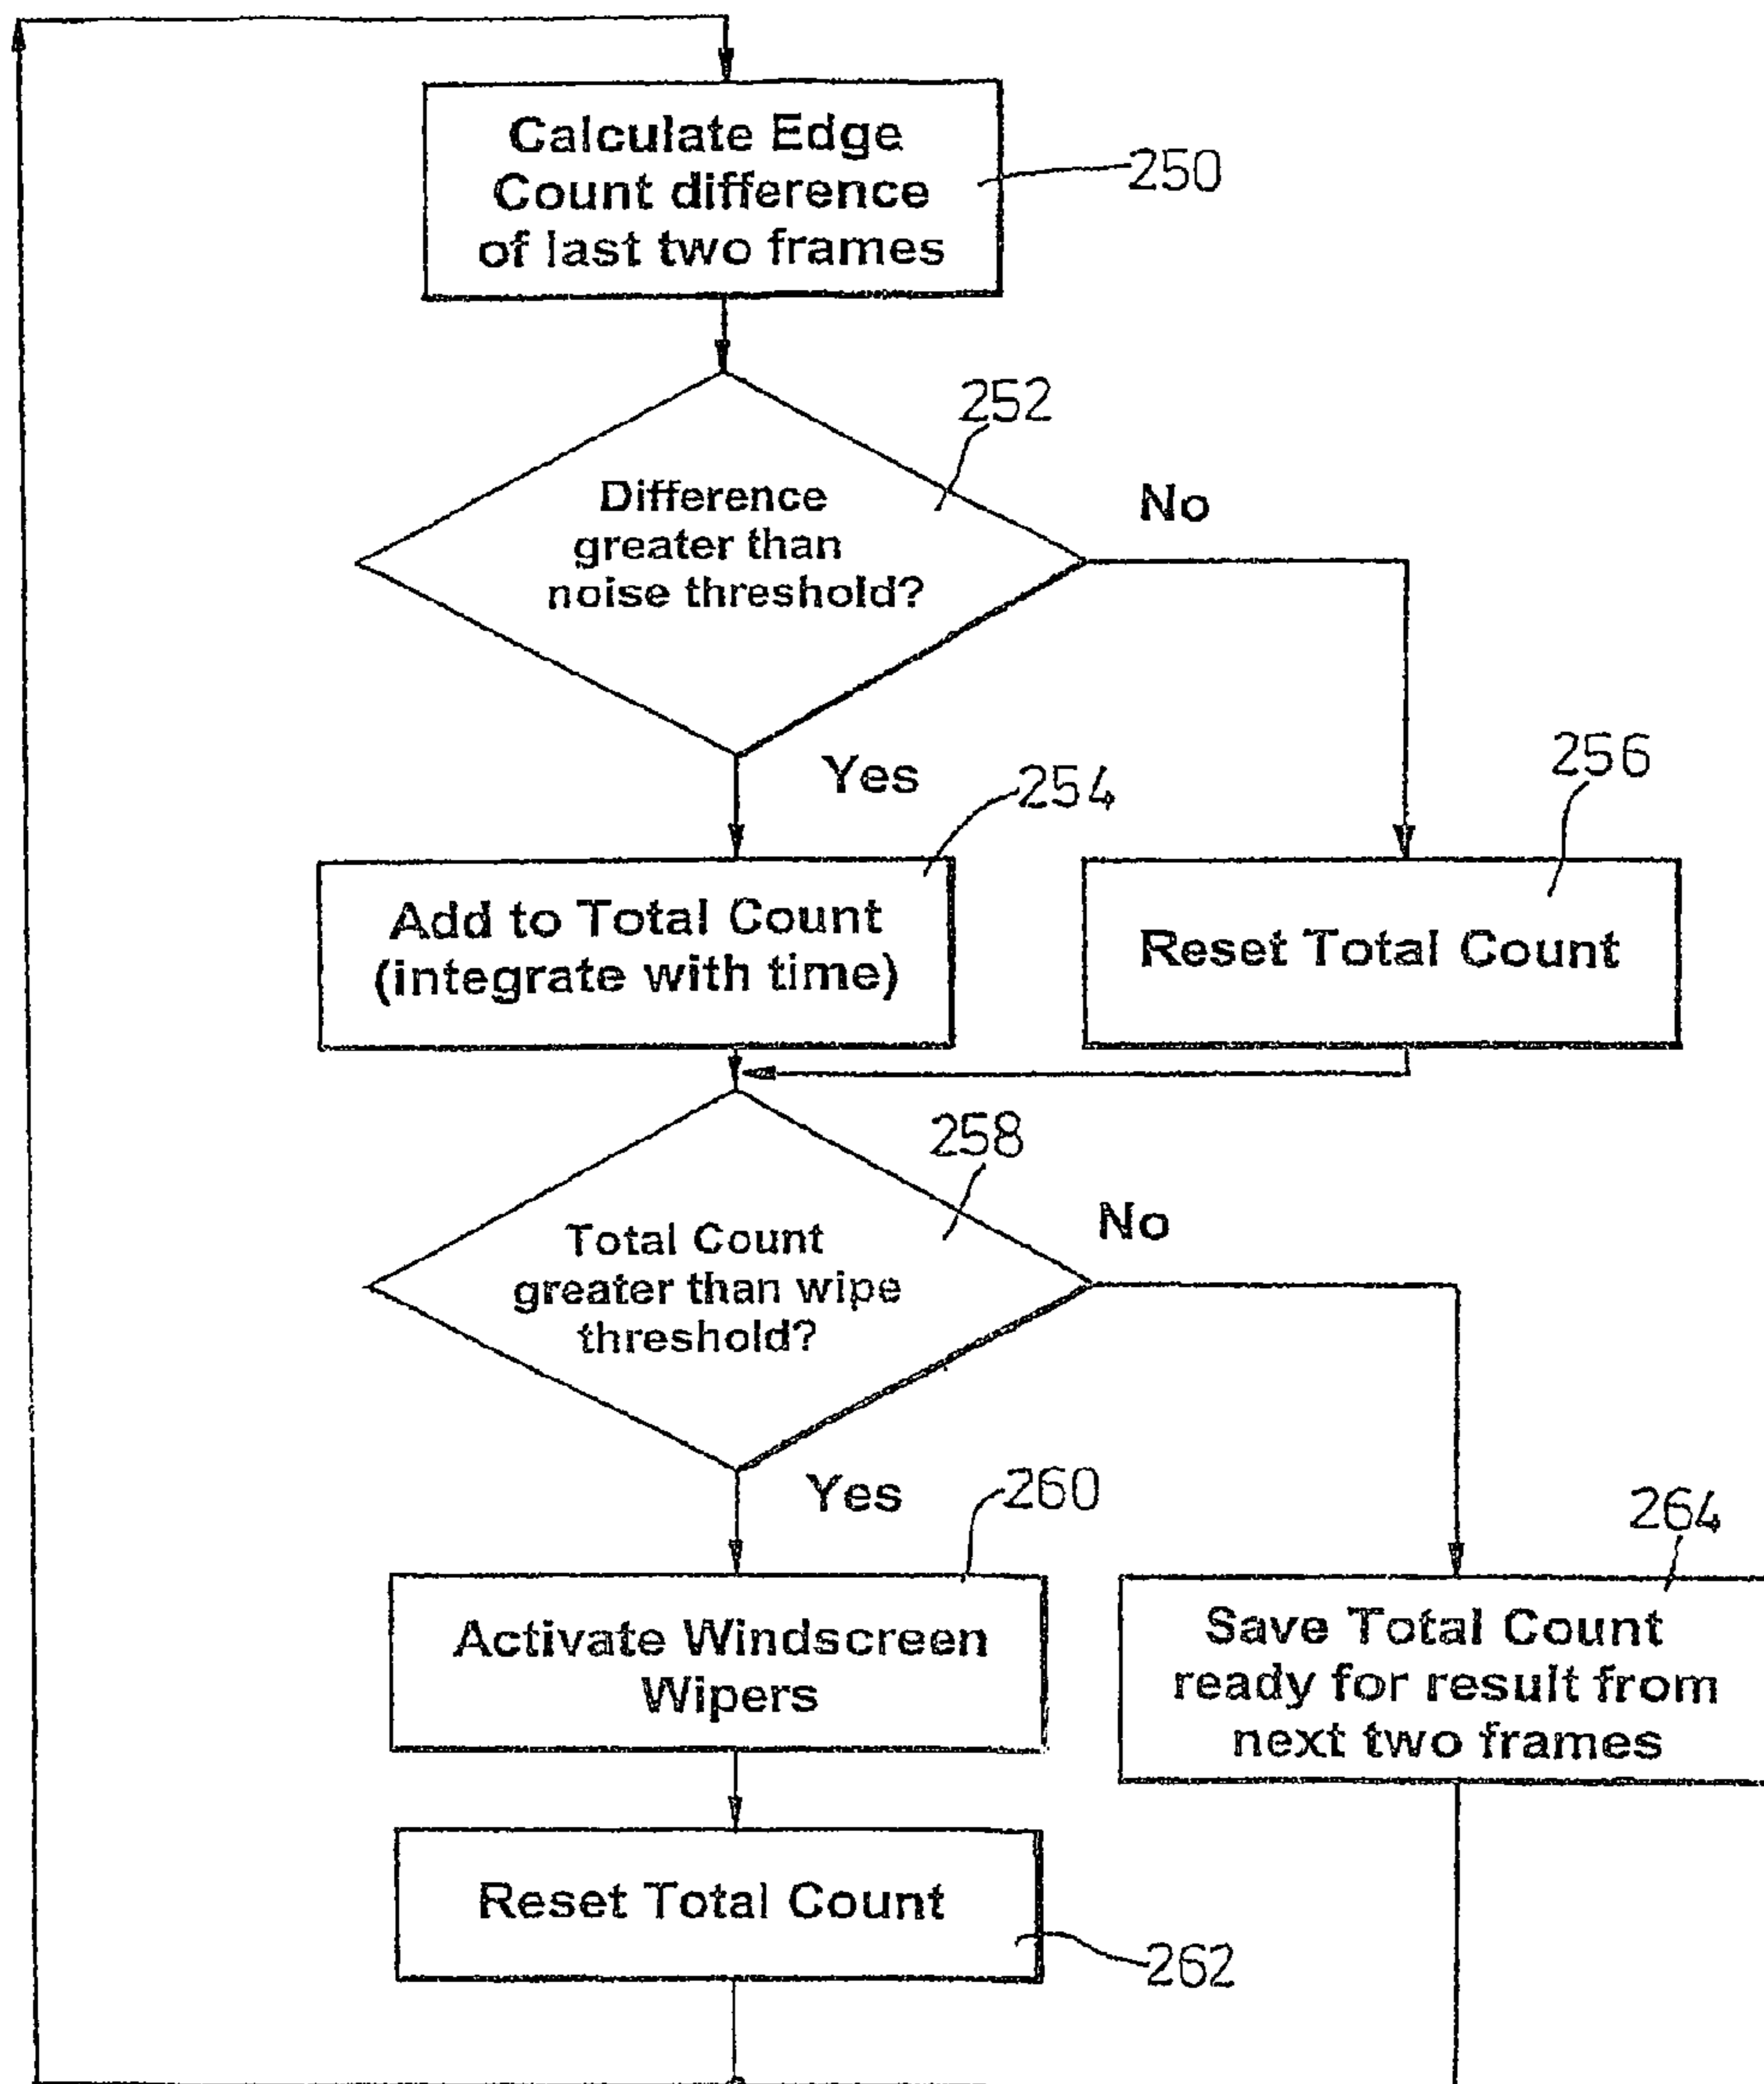 Calculate Edge
Count difference
of last two frames
250
252
Difference
greater than
noise threshold?
No
Yes
254
256
Add to Total Count
(integrate with time)
Reset Total Count
258
Total Count
greater than wipe
threshold?
No
Yes
260
264
Activate Windscreen
Wipers
Save Total Count
ready for result from
next two frames
Reset Total Count
262